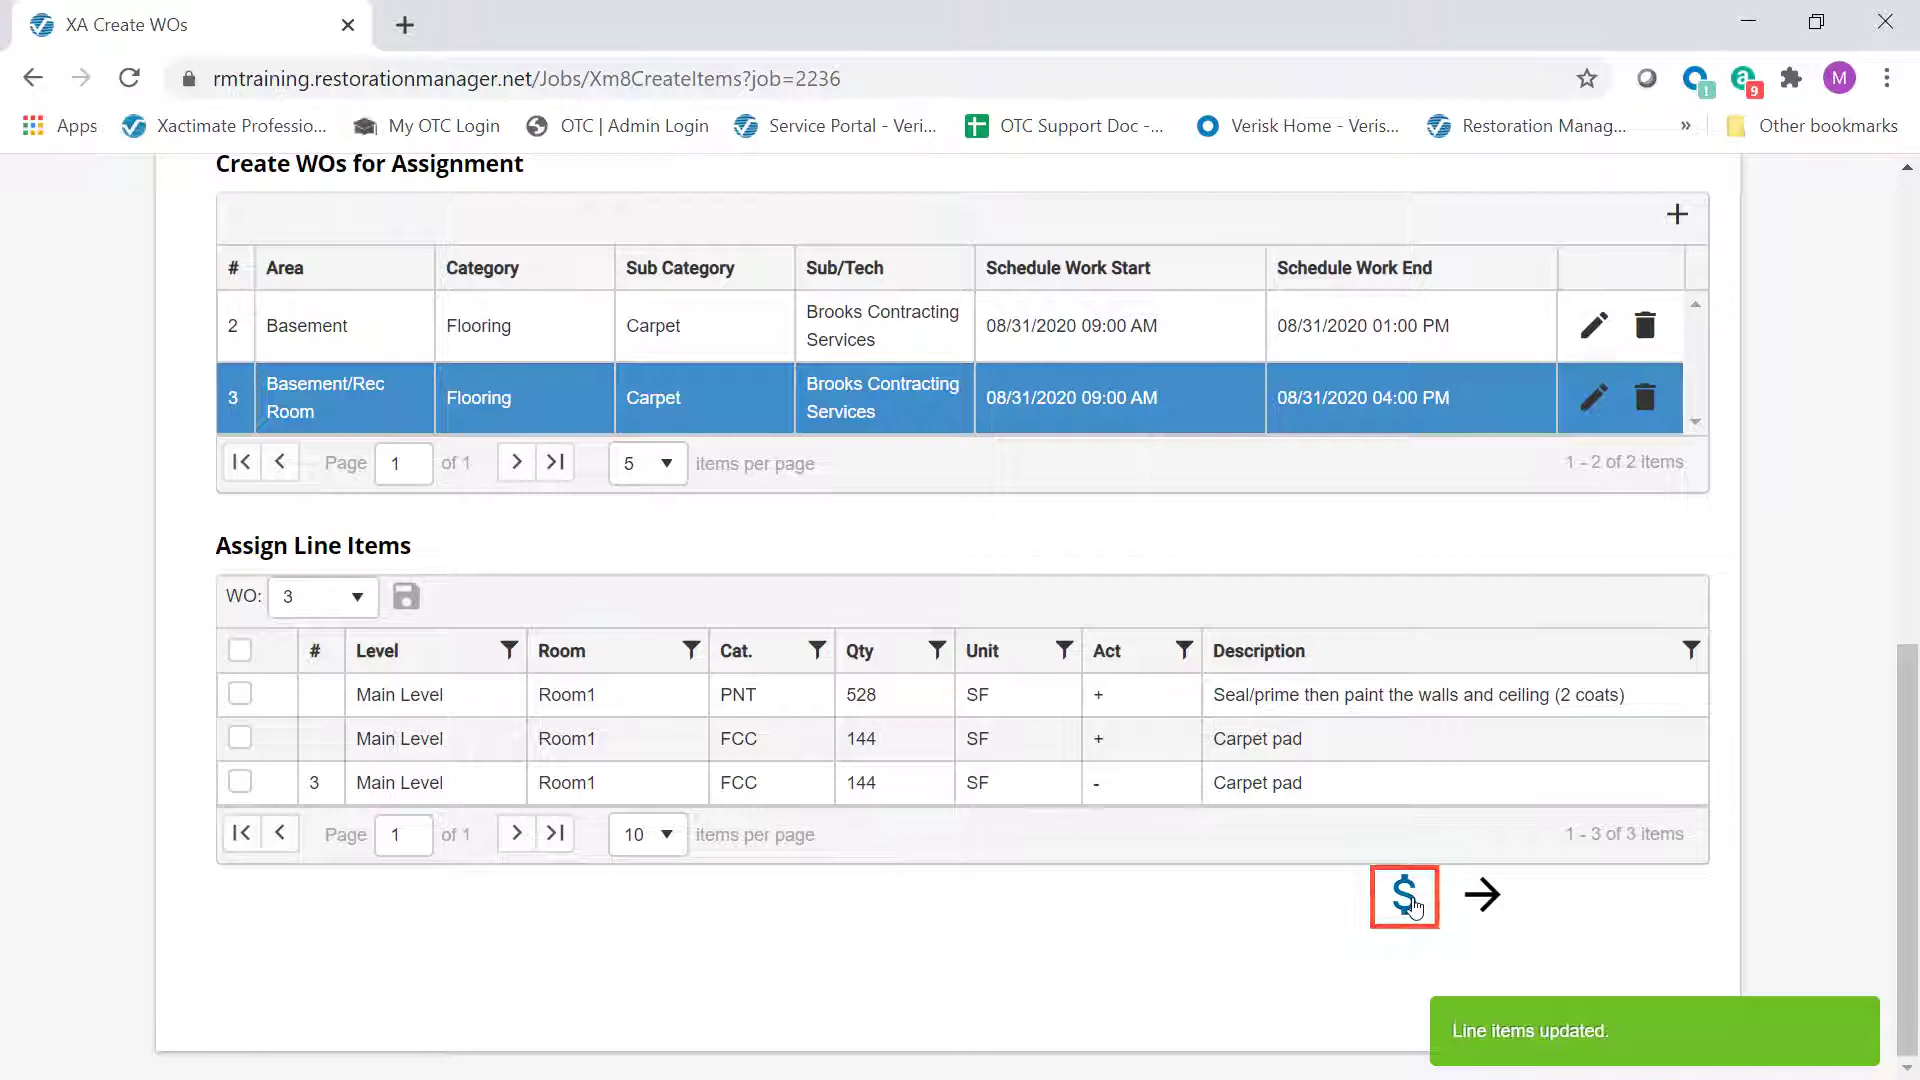 XA Create WOs
rmtraining.restorationmanager.net/Jobs/Xm8CreateItems?job=2236
1
9
M
Apps
Xactimate Professio...
My OTC Login
OTC | Admin Login
Service Portal - Veri...
OTC Support Doc -...
Verisk Home - Veris...
Restoration Manag...
»
Other bookmarks
Create WOs for Assignment
# Area Category Sub Category Sub/Tech Schedule Work Start Schedule Work End
2 Basement Flooring Carpet Brooks Contracting Services 08/31/2020 09:00 AM 08/31/2020 01:00 PM
3 Basement/Rec Room Flooring Carpet Brooks Contracting Services 08/31/2020 09:00 AM 08/31/2020 04:00 PM
Page 1 of 1 5 items per page 1 - 2 of 2 items
Assign Line Items
WO: 3
# Level Room Cat. Qty Unit Act Description
Main Level Room1 PNT 528 SF + Seal/prime then paint the walls and ceiling (2 coats)
Main Level Room1 FCC 144 SF + Carpet pad
3 Main Level Room1 FCC 144 SF - Carpet pad
Page 1 of 1 10 items per page 1 - 3 of 3 items
$
Line items updated.